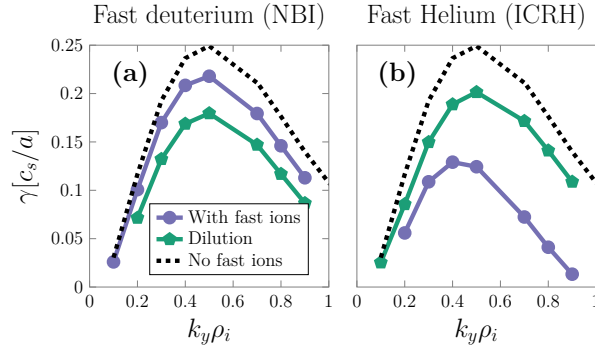 Fast deuterium (NBI) Fast Helium (ICRH)
(a) (b)
γ[c_s/a]
0.25
0.2
0.15
0.1
0.05
0
With fast ions
Dilution
No fast ions
0 0.2 0.4 0.6 0.8 1 0 0.2 0.4 0.6 0.8 1
k_yρ_i k_yρ_i